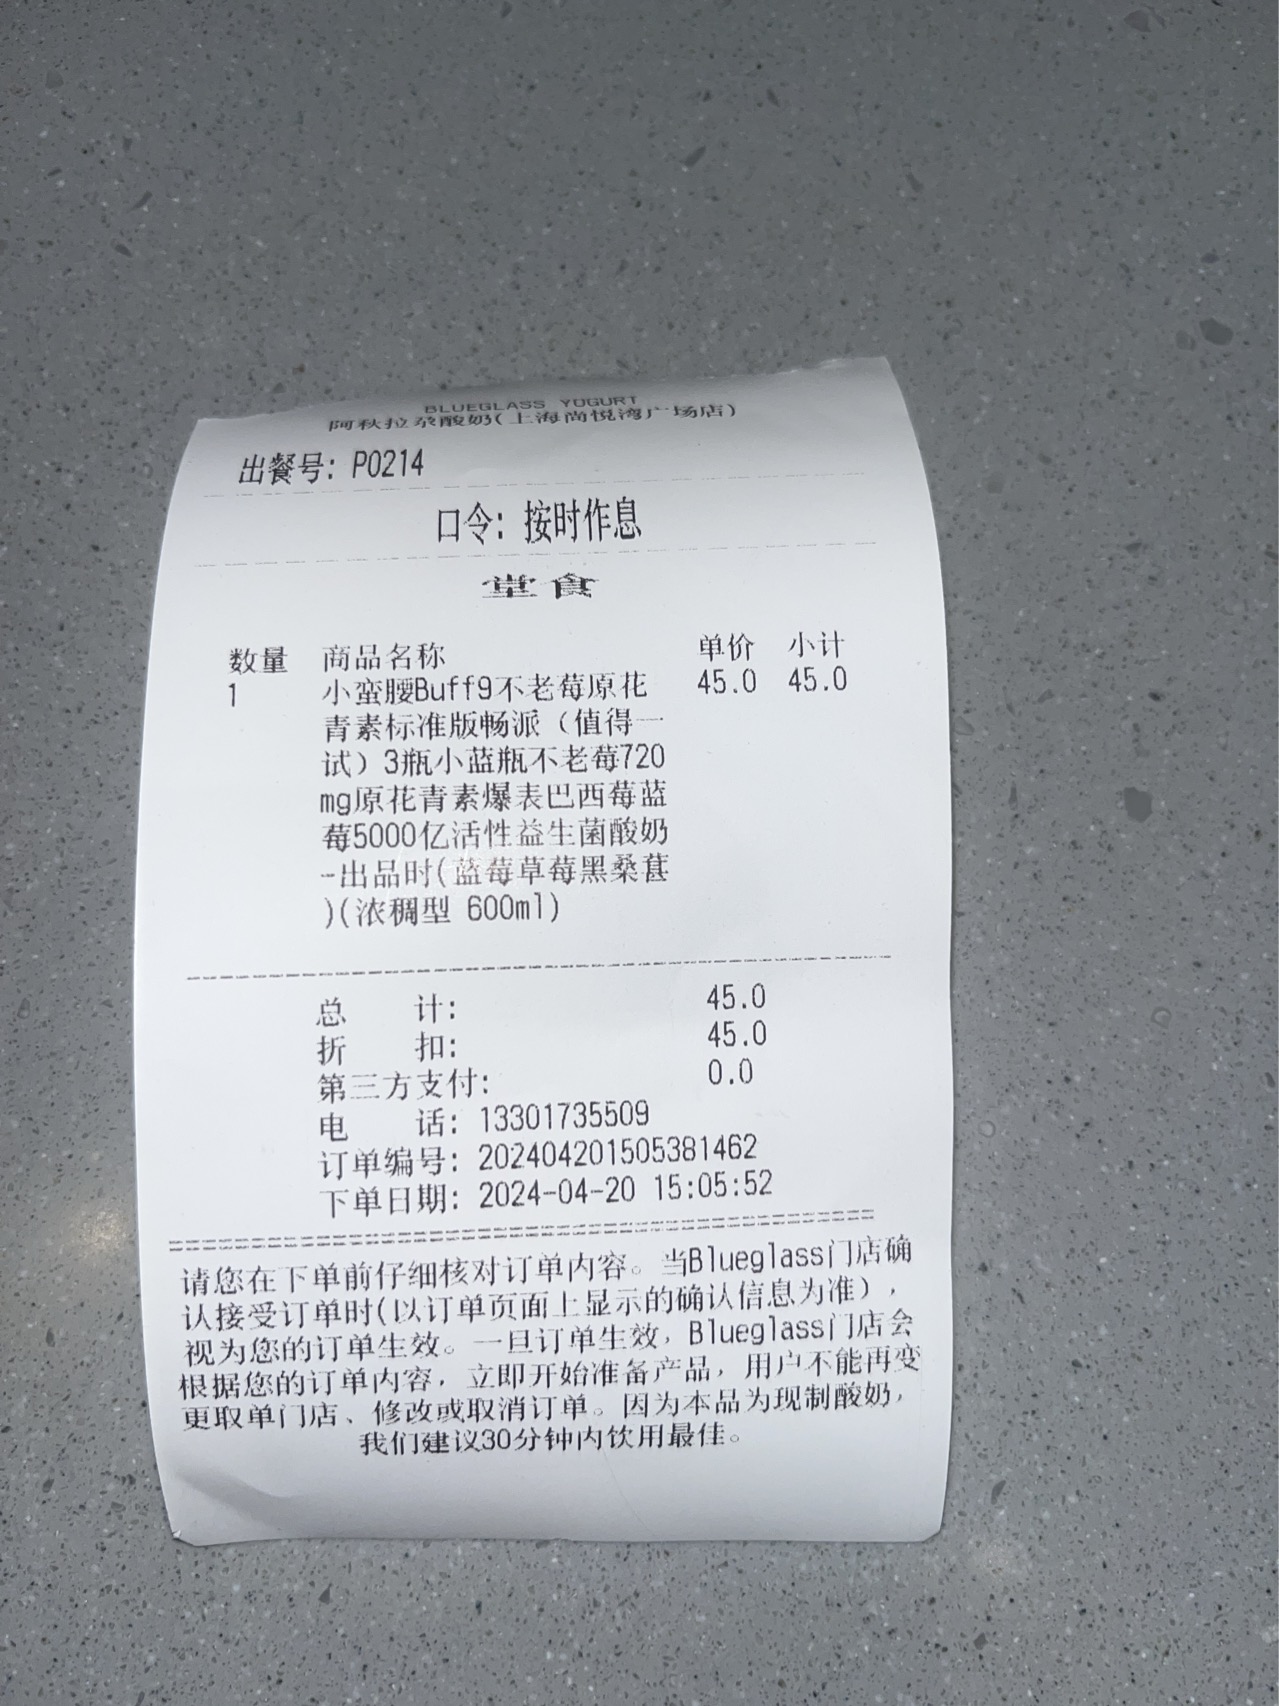 BLUEGLASS YOGURT
阿秋拉尕酸奶(上海尚悦湾广场店)
出餐号: P0214
口令: 按时作息
堂食
数量 商品名称 单价 小计
1 小蛮腰Buff9不老莓原花 45.0 45.0
青素标准版畅派（值得一
试）3瓶小蓝瓶不老莓720
mg原花青素爆表巴西莓蓝
莓5000亿活性益生菌酸奶
-出品时(蓝莓草莓黑桑葚
)(浓稠型 600ml)
总 计: 45.0
折 扣: 45.0
第三方支付: 0.0
电 话: 13301735509
订单编号: 202404201505381462
下单日期: 2024-04-20 15:05:52
请您在下单前仔细核对订单内容。当Blueglass门店确
认接受订单时(以订单页面上显示的确认信息为准)，
视为您的订单生效。一旦订单生效，Blueglass门店会
根据您的订单内容，立即开始准备产品，用户不能再变
更取单门店、修改或取消订单。因为本品为现制酸奶，
我们建议30分钟内饮用最佳。